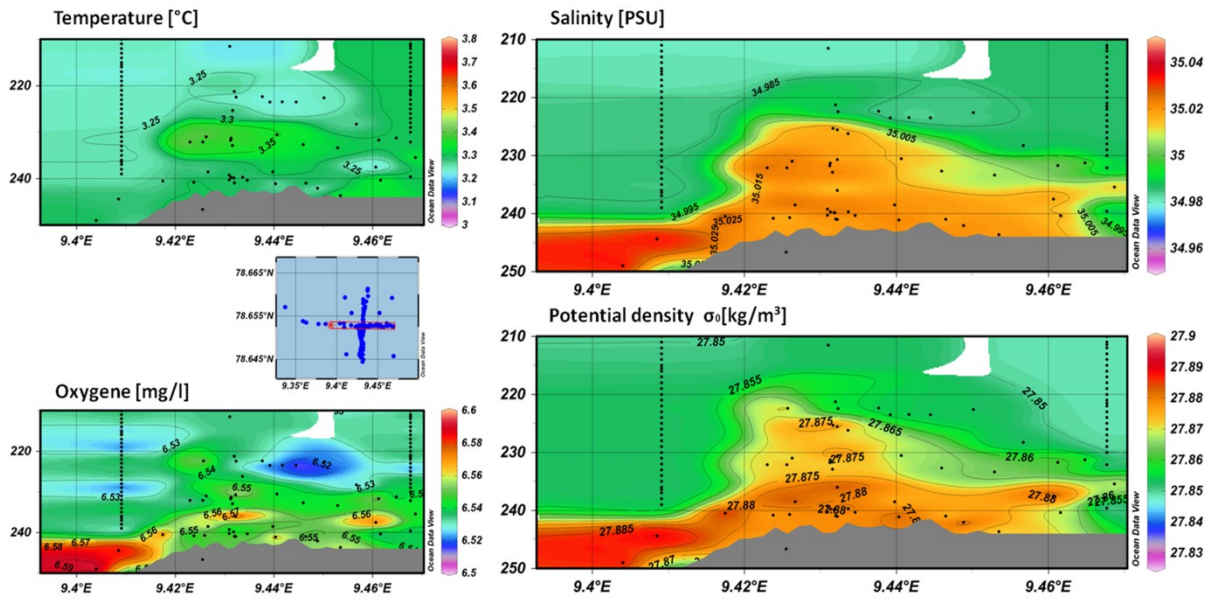 Temperature [°C]
3.8
3.7
3.6
3.5
3.4
3.3
3.2
3.1
3
220
240
3.25
3.3
3.25
3.35
3.25
9.4°E
9.42°E
9.44°E
9.46°E
Ocean Data View
Salinity [PSU]
210
220
230
240
250
34.985
35.005
35.015
34.995
35.025
35.025
35.005
34.995
35.04
35.02
35
34.98
34.96
9.4°E
9.42°E
9.44°E
9.46°E
Ocean Data View
78.665°N
78.655°N
78.645°N
9.35°E
9.4°E
9.45°E
Ocean Data View
Oxygene [mg/l]
6.6
6.58
6.56
6.54
6.52
6.5
220
240
6.53
6.53
6.54
6.52
6.53
6.53
6.55
6.55
6.56
6.56
6.57
6.56
6.55
6.55
6.58
6.57
6.59
9.4°E
9.42°E
9.44°E
9.46°E
Ocean Data View
Potential density σ₀[kg/m³]
210
220
230
240
250
27.85
27.855
27.85
27.875
27.865
27.875
27.86
27.875
27.88
27.88
27.88
27.88
27.855
27.885
27.87
27.9
27.89
27.88
27.87
27.86
27.85
27.84
27.83
9.4°E
9.42°E
9.44°E
9.46°E
Ocean Data View